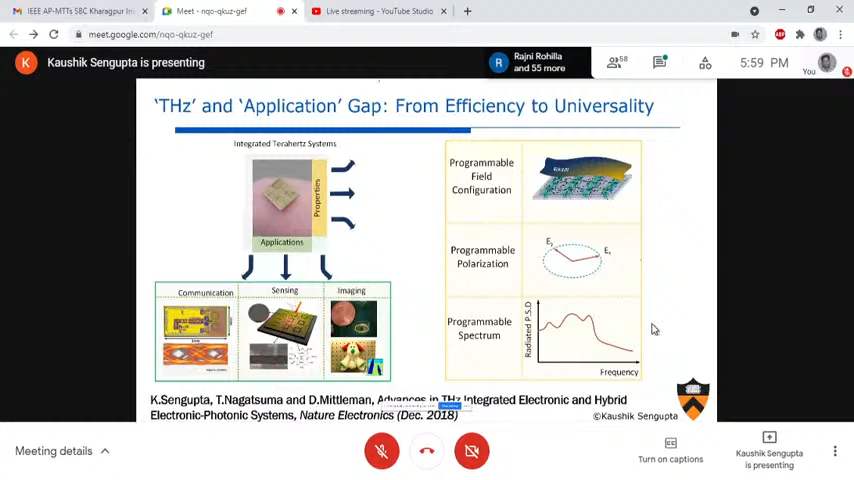 IEEE AP-MTTs SBC Kharagpur In
Meet - nqo-qkuz-gef
Live streaming - YouTube Studio
meet.google.com/nqo-qkuz-gef
ABP
K
Kaushik Sengupta is presenting
R
Rajni Rohilla
and 55 more
58
5:59 PM
You
'THz' and 'Application' Gap: From Efficiency to Universality
Integrated Terahertz Systems
Properties
Applications
Communication
Sensing
Imaging
Programmable
Field
Configuration
Programmable
Polarization
Ey
Ex
Programmable
Spectrum
Radiated P.S.D
Frequency
K.Sengupta, T.Nagatsuma and D.Mittleman, Advances in THz Integrated Electronic and Hybrid
Electronic-Photonic Systems, Nature Electronics (Dec. 2018)
©Kaushik Sengupta
Meeting details
Turn on captions
Kaushik Sengupta
is presenting